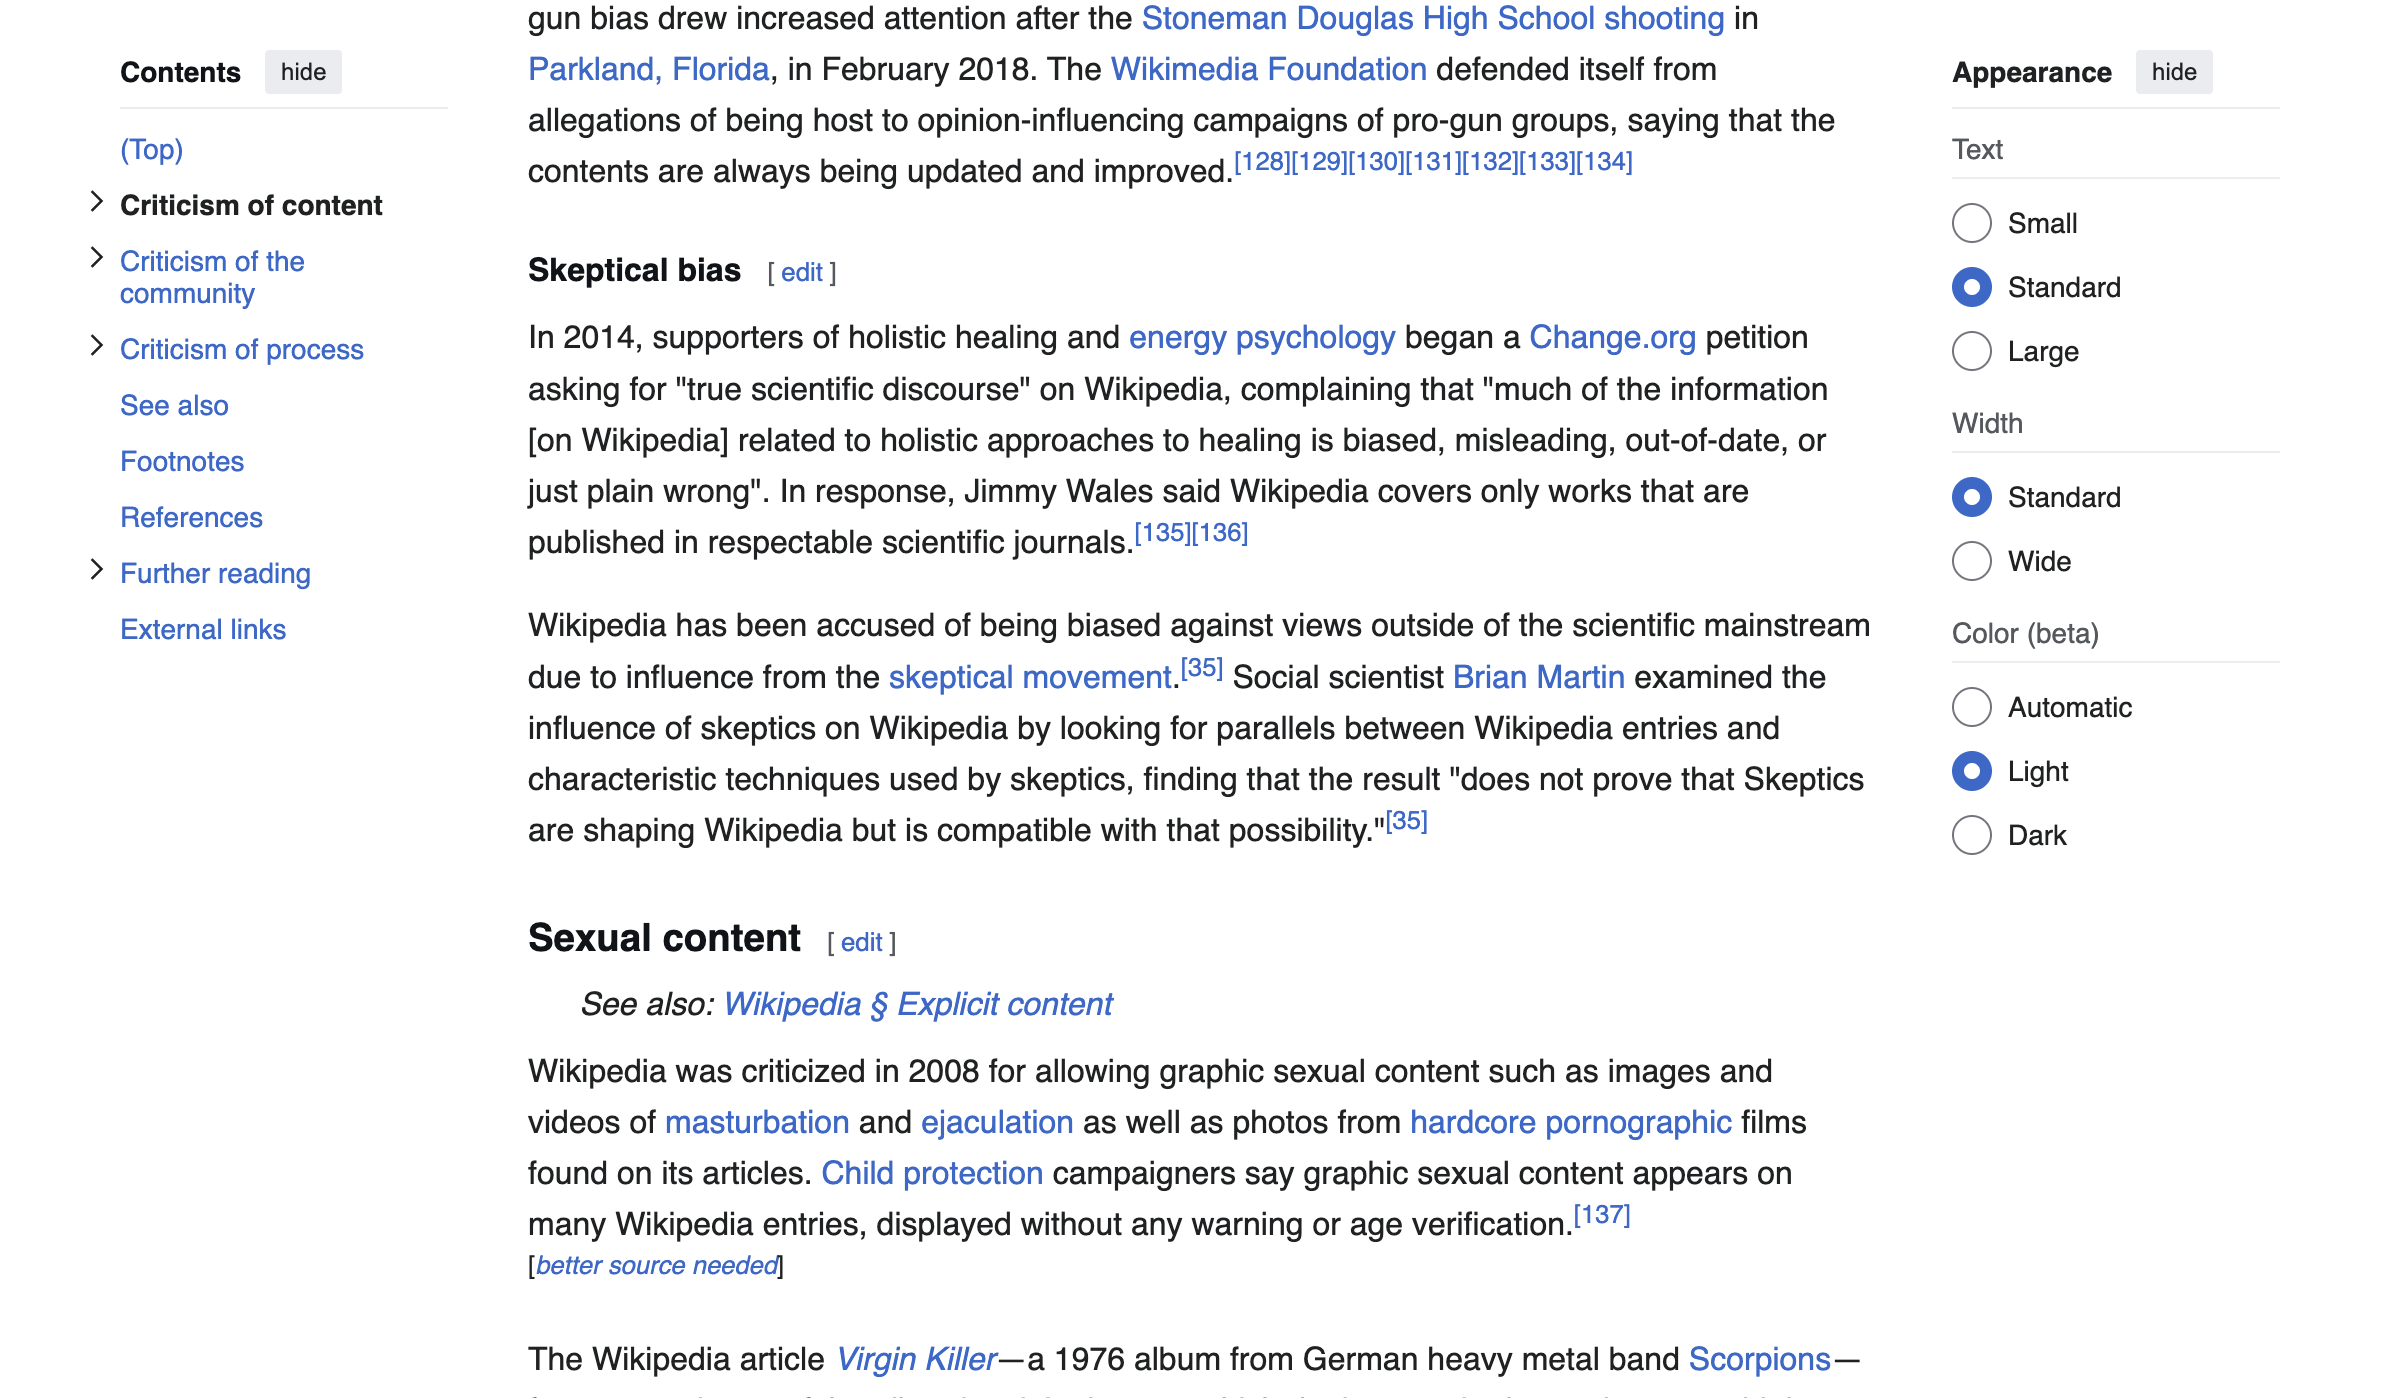 Contents hide
(Top)
Criticism of content
Criticism of the
community
Criticism of process
See also
Footnotes
References
Further reading
External links
gun bias drew increased attention after the Stoneman Douglas High School shooting in
Parkland, Florida, in February 2018. The Wikimedia Foundation defended itself from
allegations of being host to opinion-influencing campaigns of pro-gun groups, saying that the
contents are always being updated and improved.[128][129][130][131][132][133][134]
Skeptical bias [ edit ]
In 2014, supporters of holistic healing and energy psychology began a Change.org petition
asking for "true scientific discourse" on Wikipedia, complaining that "much of the information
[on Wikipedia] related to holistic approaches to healing is biased, misleading, out-of-date, or
just plain wrong". In response, Jimmy Wales said Wikipedia covers only works that are
published in respectable scientific journals.[135][136]
Wikipedia has been accused of being biased against views outside of the scientific mainstream
due to influence from the skeptical movement.[35] Social scientist Brian Martin examined the
influence of skeptics on Wikipedia by looking for parallels between Wikipedia entries and
characteristic techniques used by skeptics, finding that the result "does not prove that Skeptics
are shaping Wikipedia but is compatible with that possibility."[35]
Sexual content [ edit ]
See also: Wikipedia § Explicit content
Wikipedia was criticized in 2008 for allowing graphic sexual content such as images and
videos of masturbation and ejaculation as well as photos from hardcore pornographic films
found on its articles. Child protection campaigners say graphic sexual content appears on
many Wikipedia entries, displayed without any warning or age verification.[137]
[better source needed]
The Wikipedia article Virgin Killer—a 1976 album from German heavy metal band Scorpions—
Appearance hide
Text
Small
Standard
Large
Width
Standard
Wide
Color (beta)
Automatic
Light
Dark